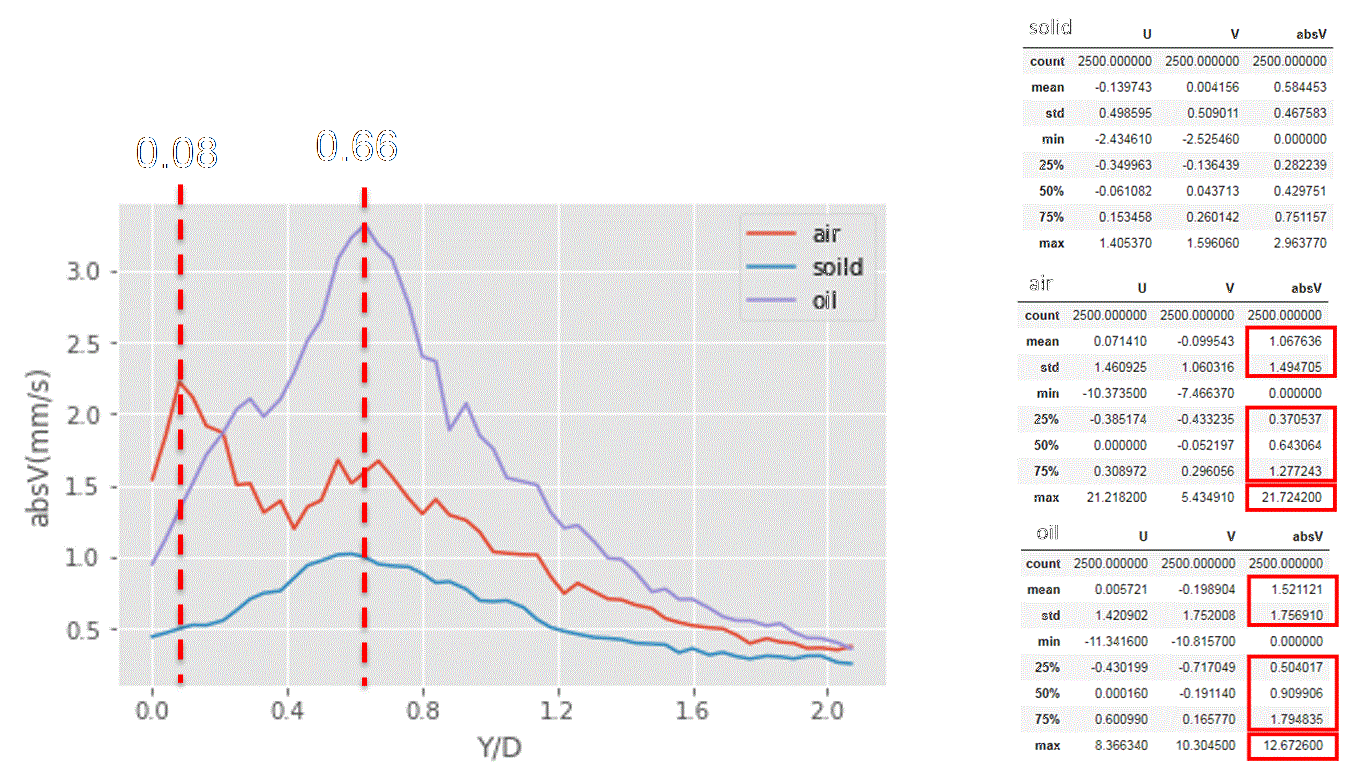 0.08 0.66
air
soild
oil
3.0
2.5
2.0
1.5
1.0
0.5
absV(mm/s)
0.0 0.4 0.8 1.2 1.6 2.0
Y/D
solid U V absV
count 2500.000000 2500.000000 2500.000000
mean -0.139743 0.004156 0.584453
std 0.498595 0.509011 0.467583
min -2.434610 -2.525460 0.000000
25% -0.349963 -0.136439 0.282239
50% -0.061082 0.043713 0.429751
75% 0.153458 0.260142 0.751157
max 1.405370 1.596060 2.963770
air U V absV
count 2500.000000 2500.000000 2500.000000
mean 0.071410 -0.099543 1.067636
std 1.460925 1.060316 1.494705
min -10.373500 -7.466370 0.000000
25% -0.385174 -0.433235 0.370537
50% 0.000000 -0.052197 0.643064
75% 0.308972 0.296056 1.277243
max 21.218200 5.434910 21.724200
oil U V absV
count 2500.000000 2500.000000 2500.000000
mean 0.005721 -0.198904 1.521121
std 1.420902 1.752008 1.756910
min -11.341600 -10.815700 0.000000
25% -0.430199 -0.717049 0.504017
50% 0.000160 -0.191140 0.909906
75% 0.600990 0.165770 1.794835
max 8.366340 10.304500 12.672600